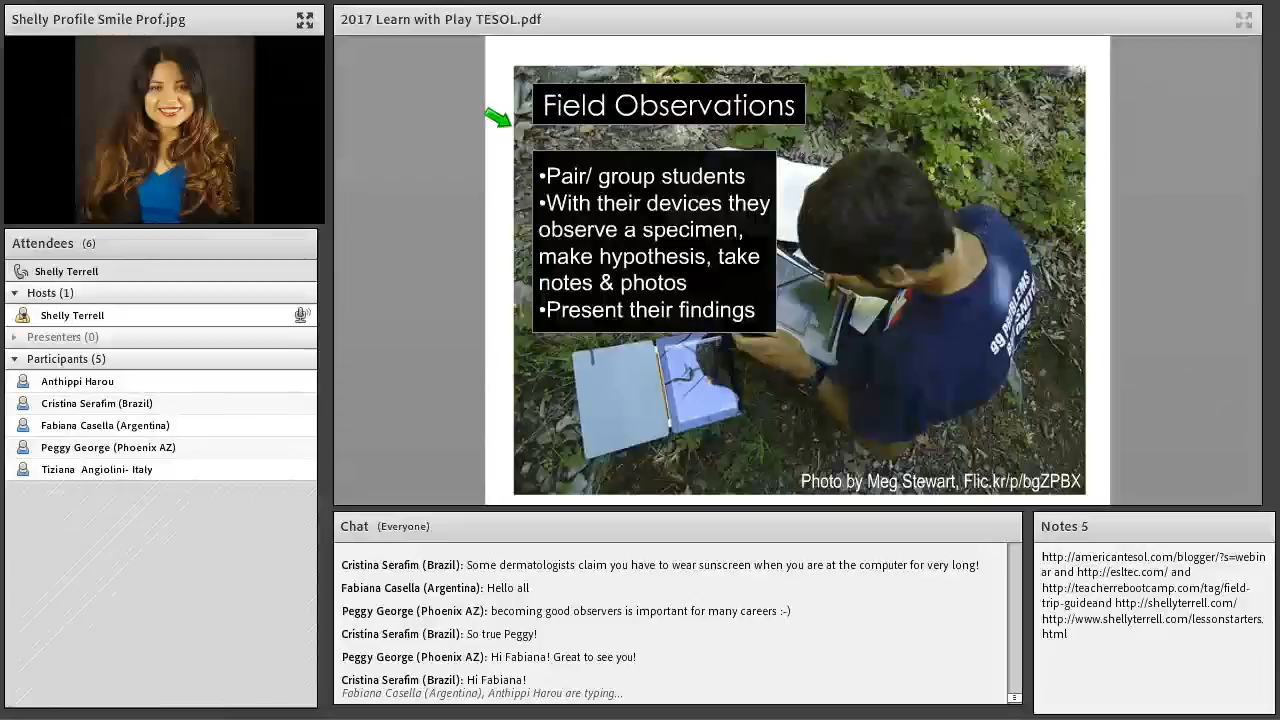 Shelly Profile Smile Prof.jpg
2017 Learn with Play TESOL.pdf
Attendees (6)
Shelly Terrell
Hosts (1)
Shelly Terrell
Presenters (0)
Participants (5)
Anthippi Harou
Cristina Serafim (Brazil)
Fabiana Casella (Argentina)
Peggy George (Phoenix AZ)
Tiziana Angiolini- Italy
Field Observations
•Pair/ group students
•With their devices they
observe a specimen,
make hypothesis, take
notes & photos
•Present their findings
99 PROBLEMS
Photo by Meg Stewart, Flic.kr/p/bgZPBX
Chat (Everyone)
Cristina Serafim (Brazil): Some dermatologists claim you have to wear sunscreen when you are at the computer for very long!
Fabiana Casella (Argentina): Hello all
Peggy George (Phoenix AZ): becoming good observers is important for many careers :-)
Cristina Serafim (Brazil): So true Peggy!
Peggy George (Phoenix AZ): Hi Fabiana! Great to see you!
Cristina Serafim (Brazil): Hi Fabiana!
Fabiana Casella (Argentina), Anthippi Harou are typing...
Notes 5
http://americantesol.com/blogger/?s=webin
ar and http://esltec.com/ and
http://teacherrebootcamp.com/tag/field-
trip-guideand http://shellyterrell.com/
http://www.shellyterrell.com/lessonstarters.
html